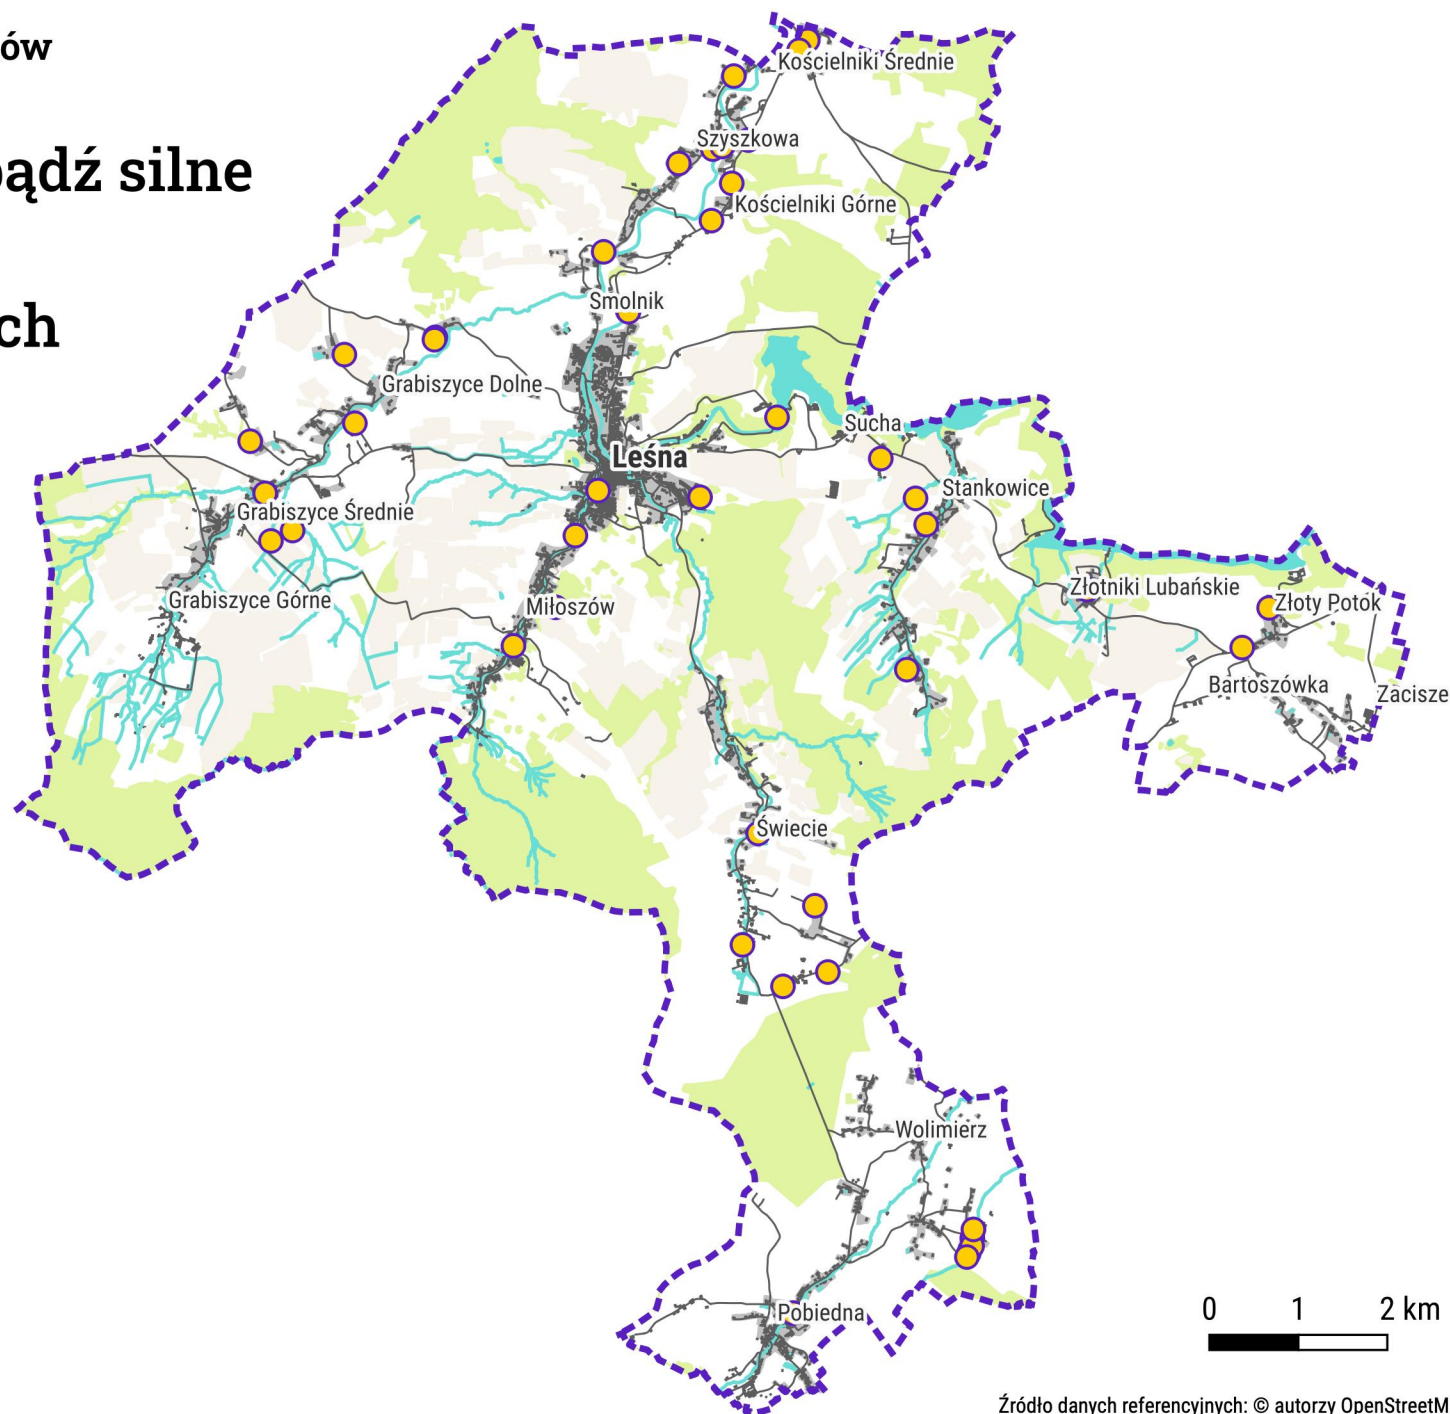 ów
bądź silne
ch
Kościelniki Średnie
Szyszkowa
Kościelniki Górne
Smolnik
Grabiszyce Dolne
Sucha
Leśna
Stankowice
Grabiszyce Średnie
Złotniki Lubańskie
Grabiszyce Górne
Miłoszów
Złoty Potok
Bartoszówka
Zacisze
Świecie
Wolimierz
Pobiedna
0 1 2 km
Źródło danych referencyjnych: © autorzy OpenStreetM